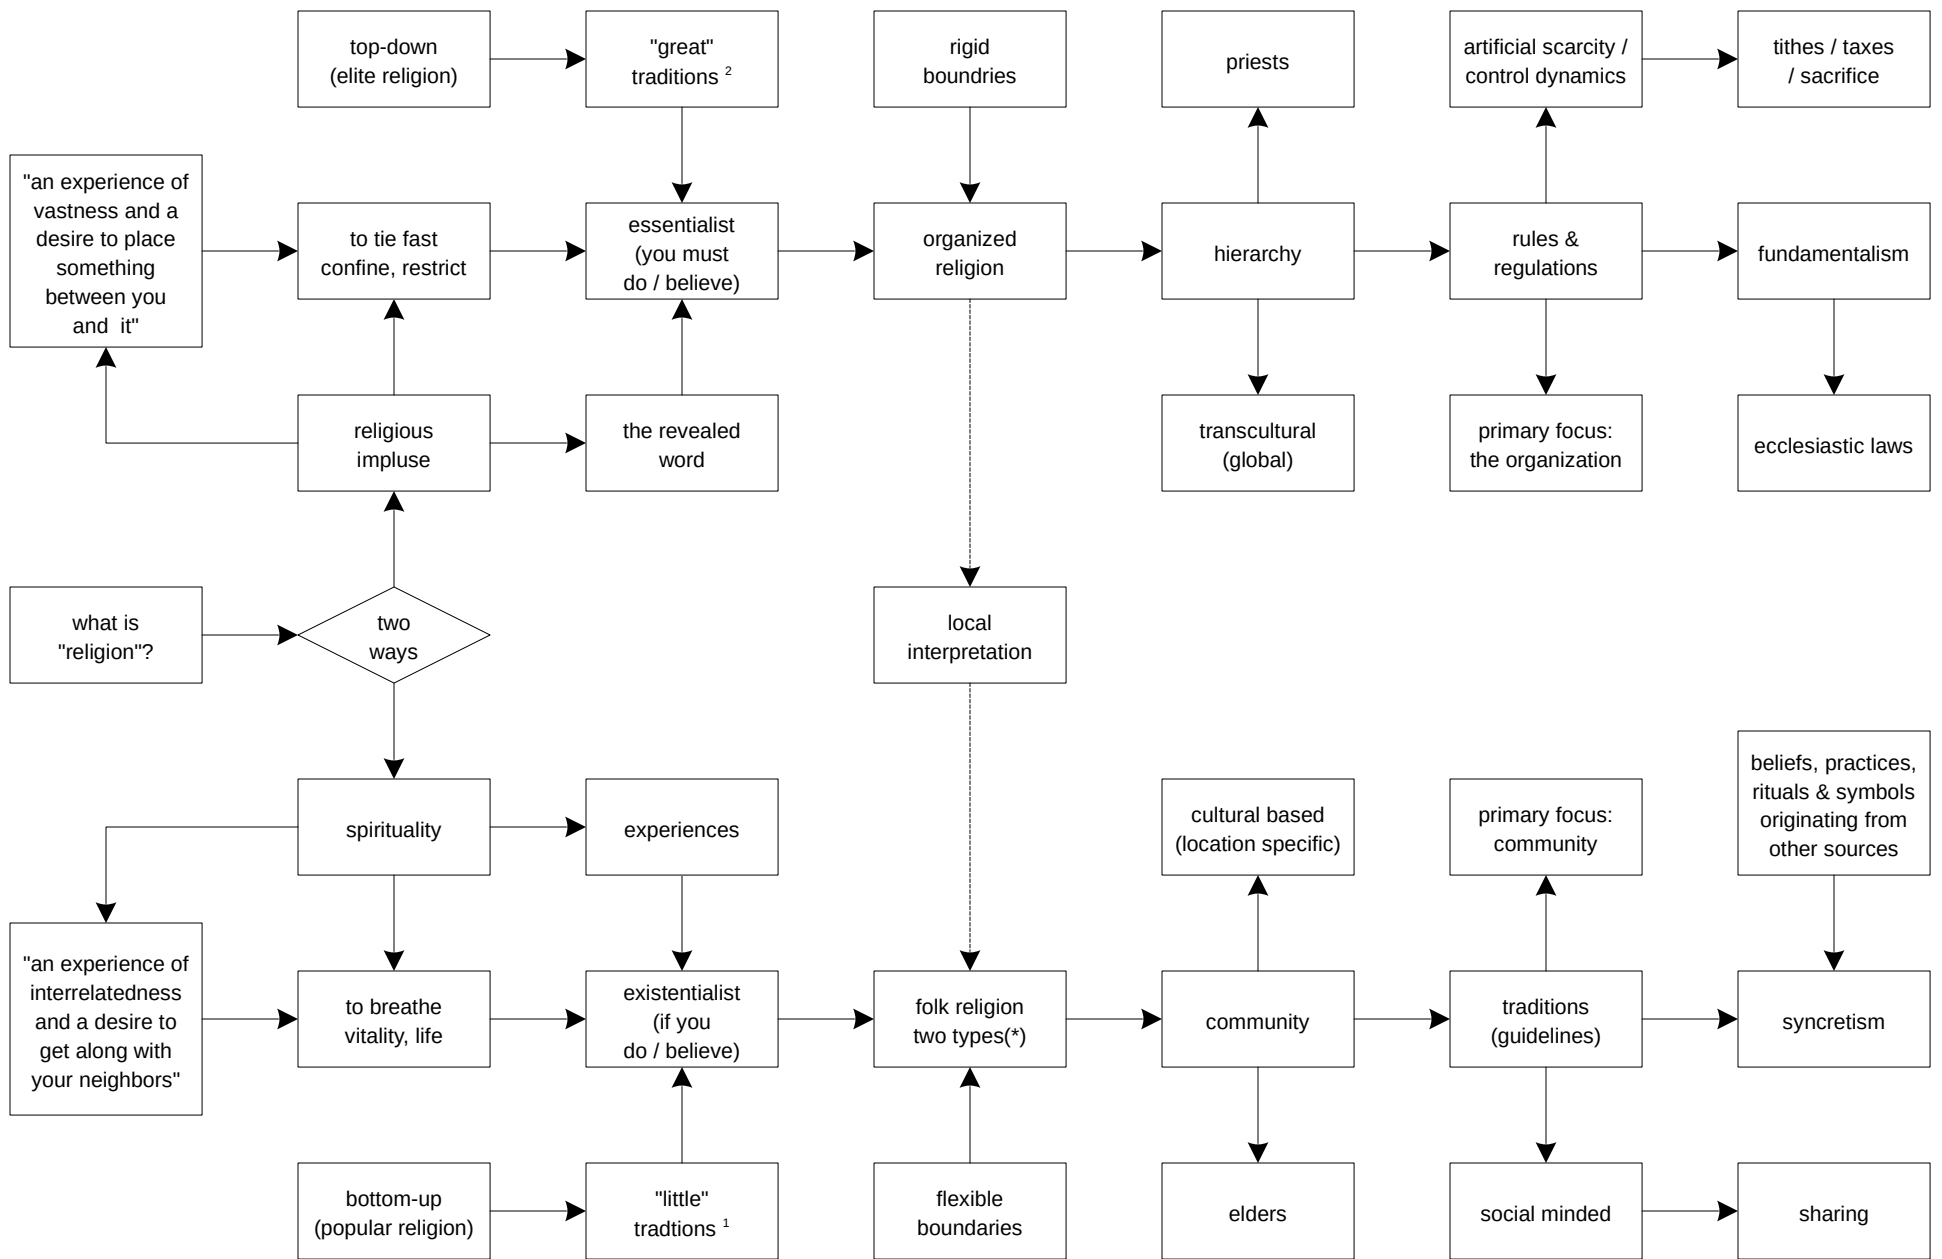 top-down
(elite religion)
"great"
traditions ²
rigid
boundries
priests
artificial scarcity /
control dynamics
tithes / taxes
/ sacrifice
"an experience of
vastness and a
desire to place
something
between you
and  it"
to tie fast
confine, restrict
essentialist
(you must
do / believe)
organized
religion
hierarchy
rules &
regulations
fundamentalism
religious
impluse
the revealed
word
transcultural
(global)
primary focus:
the organization
ecclesiastic laws
what is
"religion"?
two
ways
local
interpretation
spirituality
experiences
cultural based
(location specific)
primary focus:
community
beliefs, practices,
rituals & symbols
originating from
other sources
"an experience of
interrelatedness
and a desire to
get along with
your neighbors"
to breathe
vitality, life
existentialist
(if you
do / believe)
folk religion
two types(*)
community
traditions
(guidelines)
syncretism
bottom-up
(popular religion)
"little"
tradtions ¹
flexible
boundaries
elders
social minded
sharing